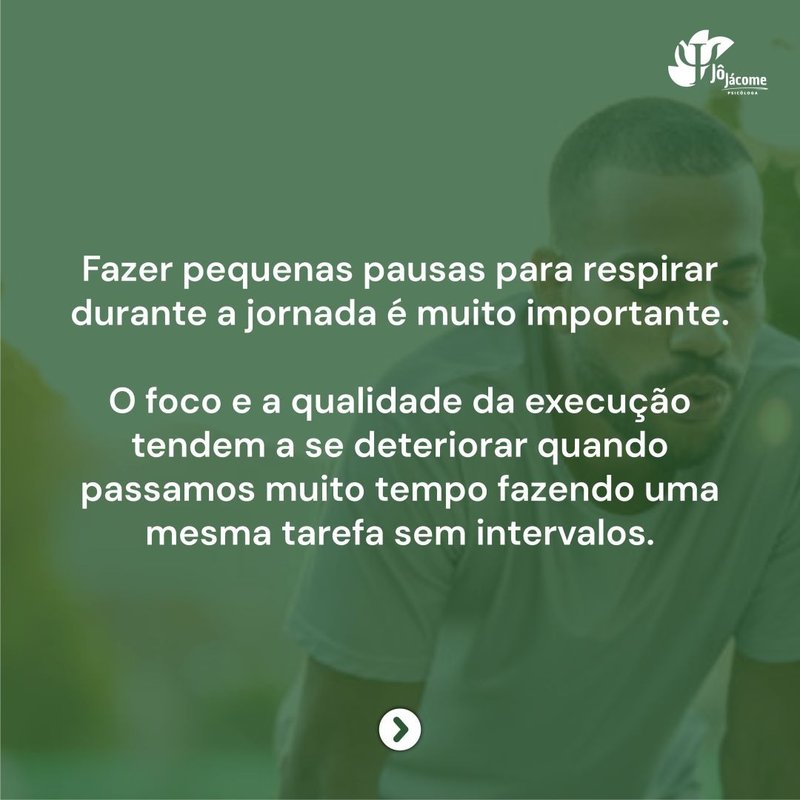 Jô Jácome
PSICÓLOGA
Fazer pequenas pausas para respirar
durante a jornada é muito importante.
O foco e a qualidade da execução
tendem a se deteriorar quando
passamos muito tempo fazendo uma
mesma tarefa sem intervalos.